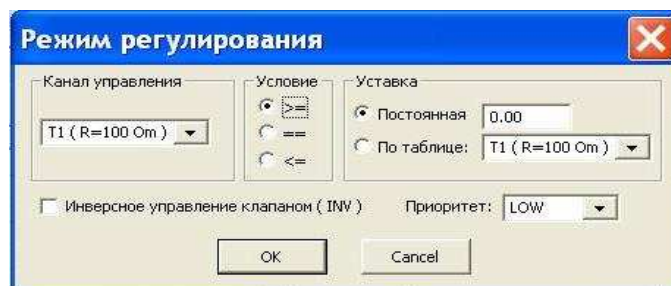 Режим регулирования
Канал управления
T1 ( R=100 Om )
Условие
>=
==
<=
Уставка
Постоянная 0.00
По таблице: T1 ( R=100 Om )
Инверсное управление клапаном ( INV ) Приоритет: LOW
OK Cancel